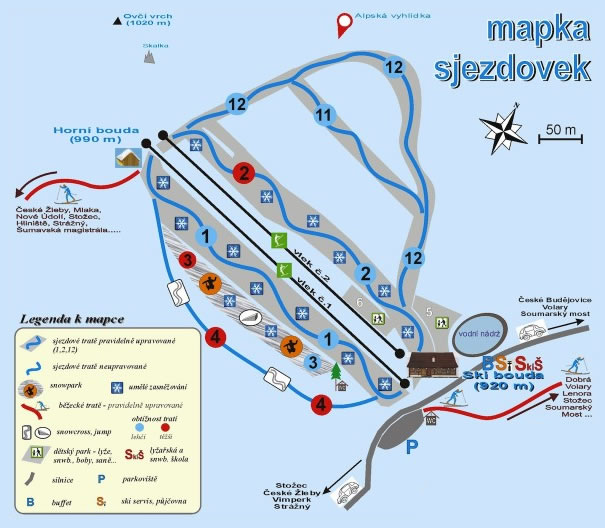 mapka
sjezdovek
Ovčí vrch
(1020 m)
Skalka
Alpská vyhlídka
50 m
Horní bouda
(990 m)
12
12
11
2
1
3
12
2
6
5
4
1
3
4
vlek č.2
vlek č.1
České Žleby, Mlaka,
Nové Údolí, Stožec,
Hliniště, Strážný,
Šumavská magistrála.....
České Budějovice
Volary
Soumarský most
vodní nádrž
B Sí SkiŠ
Ski bouda
(920 m)
Dobrá
Volary
Lenora
Stožec
Soumarský
Most ...
WC
P
Stožec
České Žleby
Vimperk
Strážný
Legenda k mapce
sjezdové tratě pravidelně upravované
(1,2,12)
sjezdové tratě neupravované
snowpark
umělé zasněžování
běžecké tratě - pravidelně upravované
snowcross, jump
obtížnost tratí
lehčí
těžší
dětský park - lyže,
snwb., boby, saně...
SkiŠ
lyžařská a
snwb. škola
silnice
P
parkoviště
B
buffet
Sí
ski servis, půjčovna